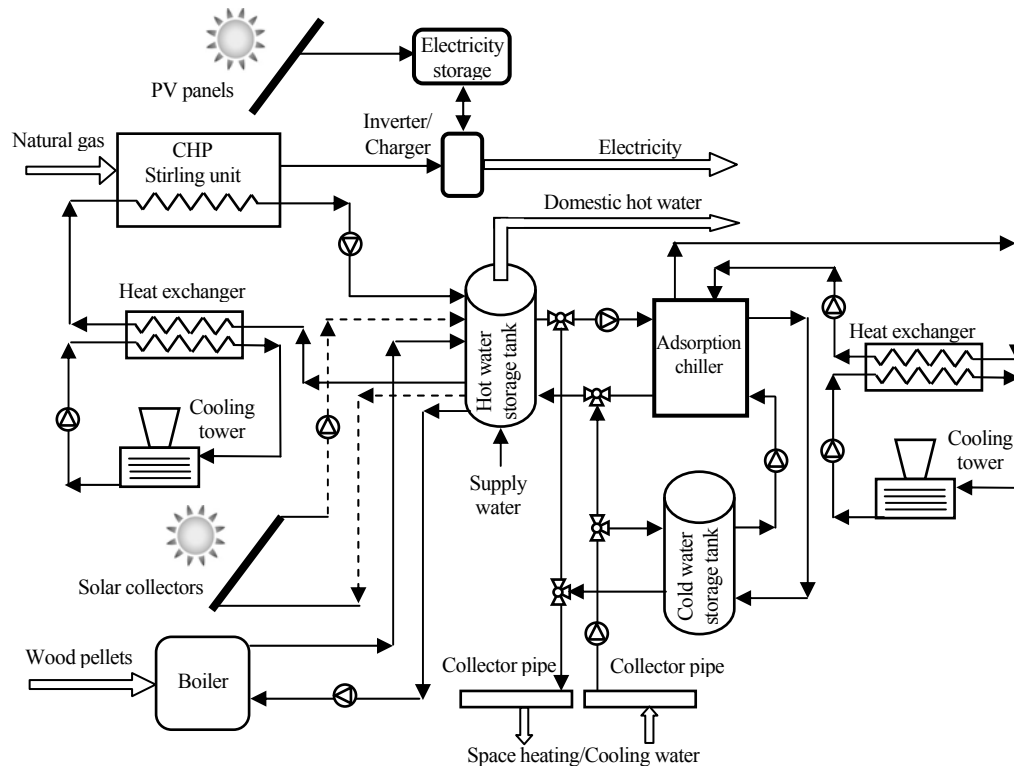 Electricity
storage
PV panels
Inverter/
Charger
Natural gas
CHP
Stirling unit
Electricity
Domestic hot water
Heat exchanger
Hot water
storage tank
Adsorption
chiller
Heat exchanger
Cooling
tower
Cooling
tower
Supply
water
Cold water
storage tank
Solar collectors
Wood pellets
Boiler
Collector pipe
Collector pipe
Space heating/Cooling water